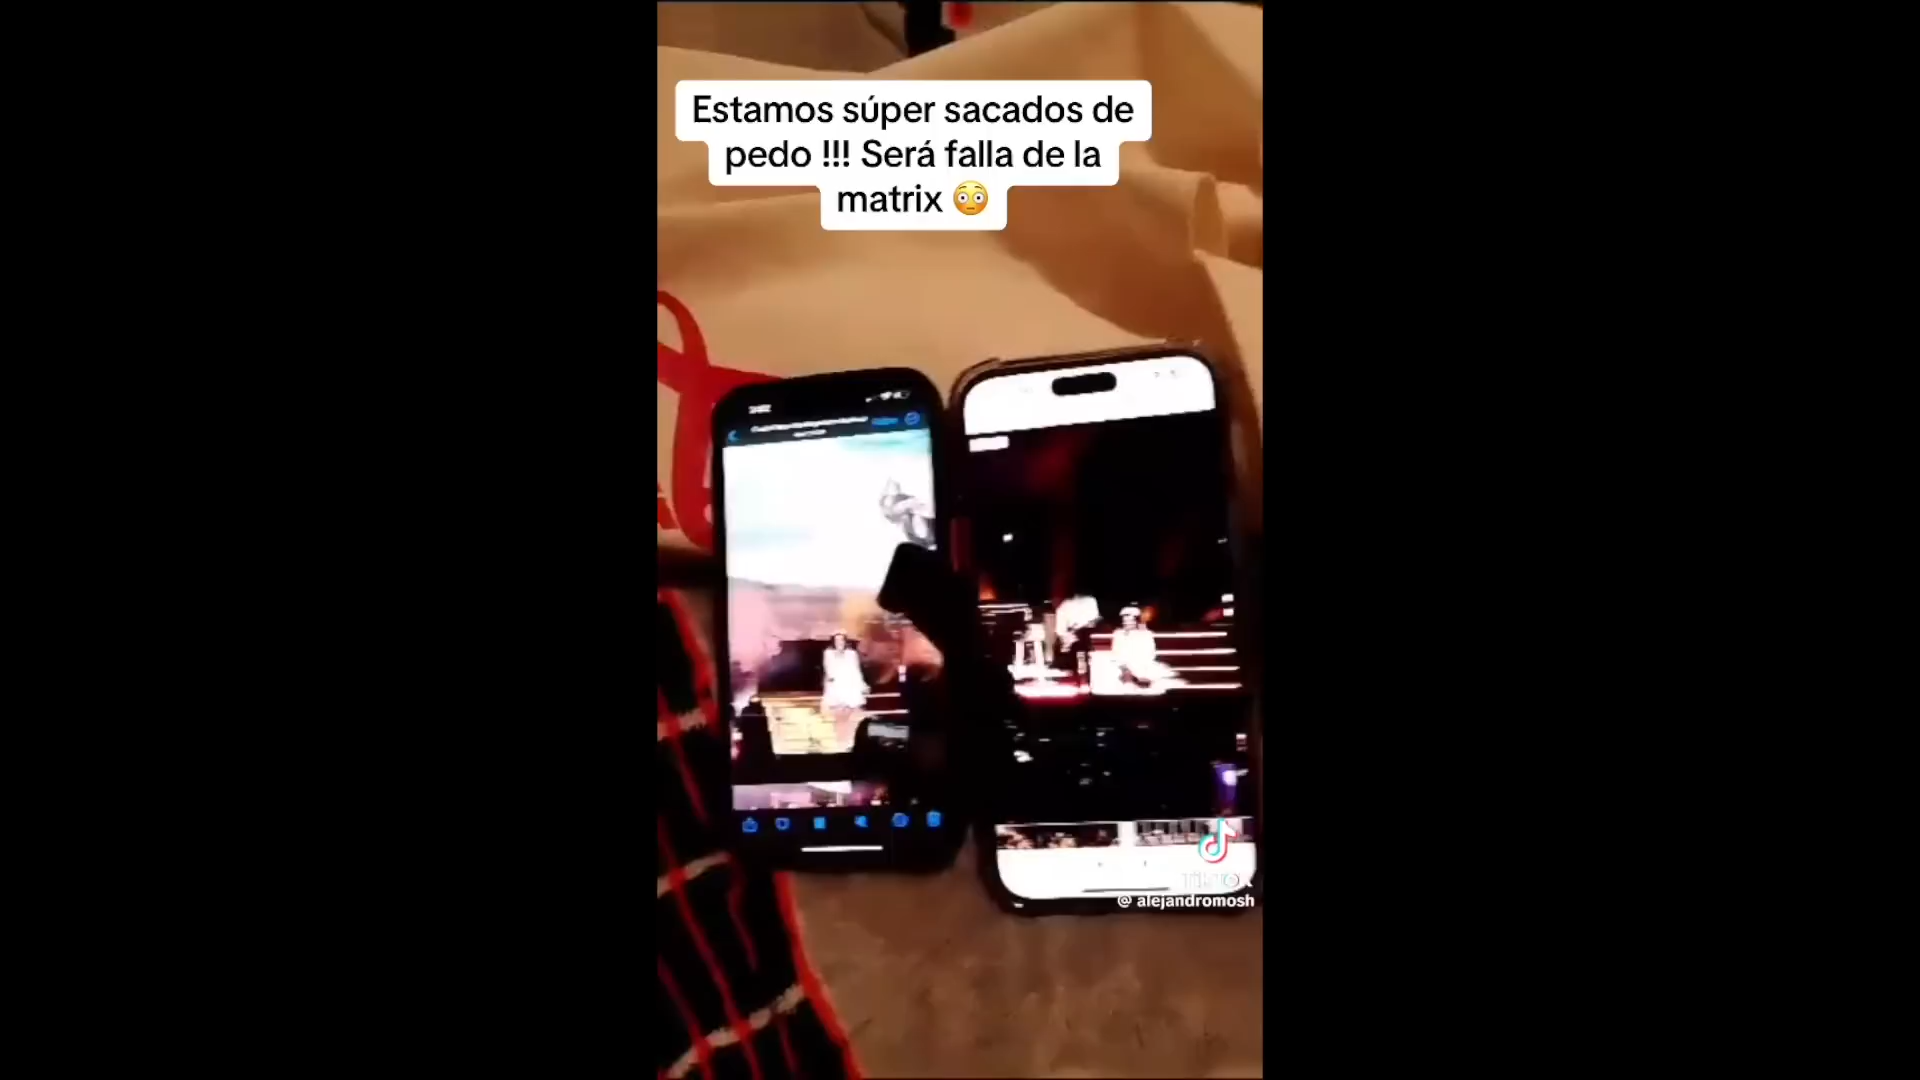 Estamos súper sacados de
pedo !!! Será falla de la
matrix 😳
TikTok
@ alejandromosh